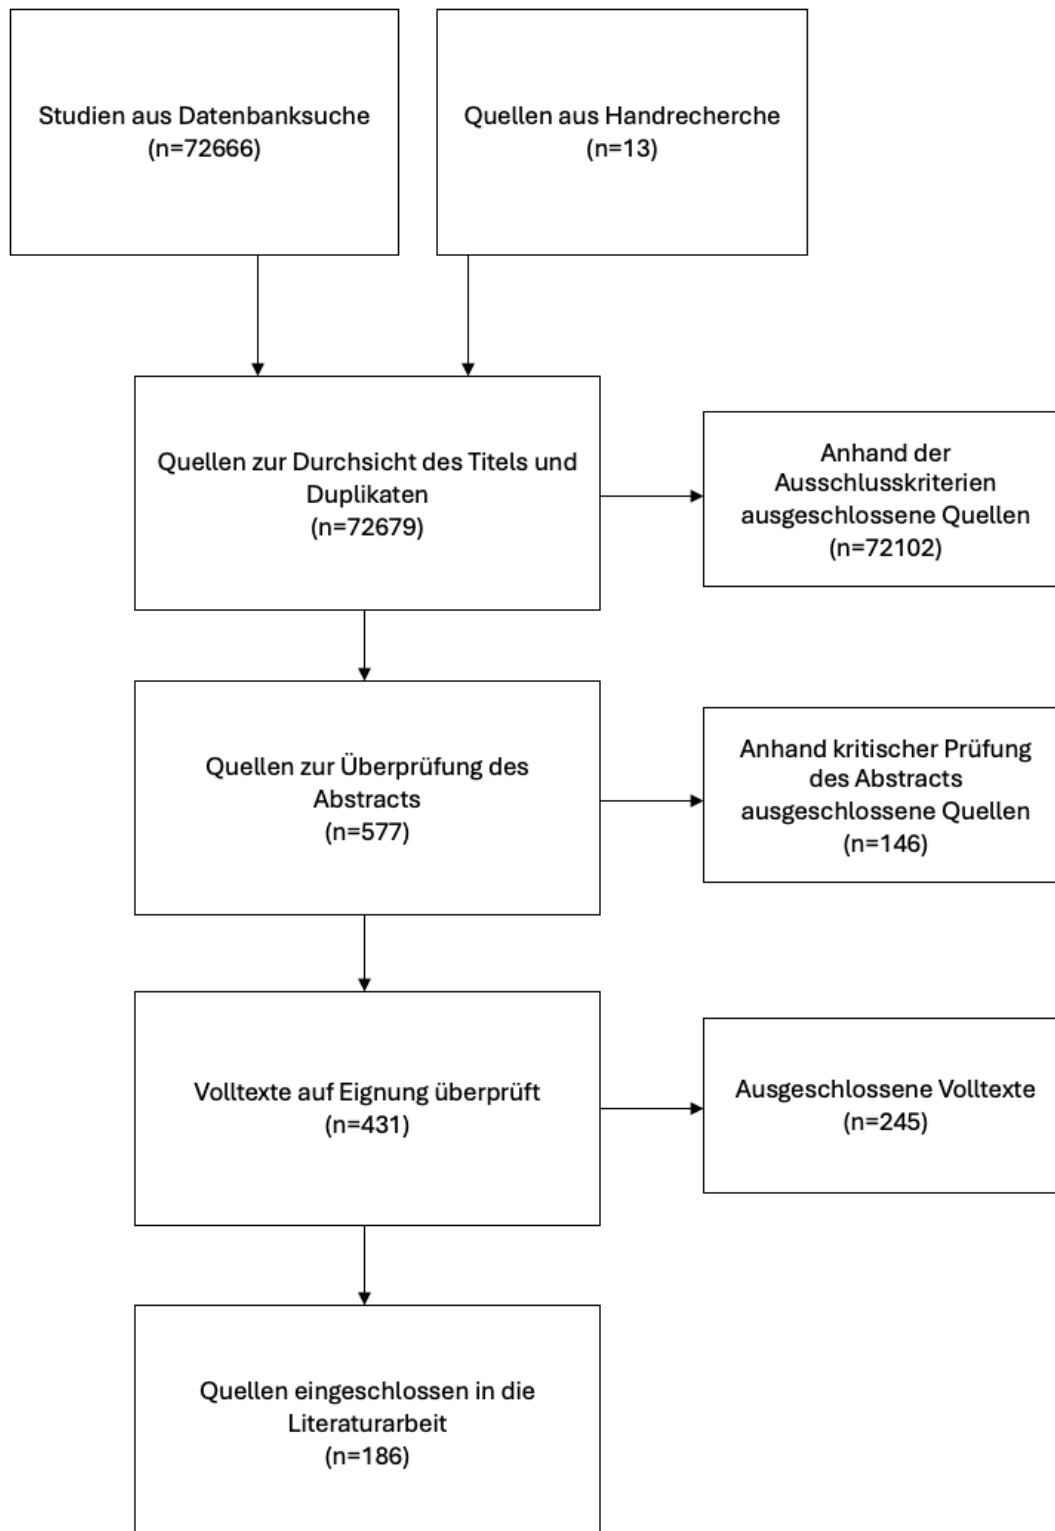 Studien aus Datenbanksuche
(n=72666)
Quellen aus Handrecherche
(n=13)
Quellen zur Durchsicht des Titels und
Duplikaten
(n=72679)
Anhand der
Ausschlusskriterien
ausgeschlossene Quellen
(n=72102)
Quellen zur Überprüfung des
Abstracts
(n=577)
Anhand kritischer Prüfung
des Abstracts
ausgeschlossene Quellen
(n=146)
Volltexte auf Eignung überprüft
(n=431)
Ausgeschlossene Volltexte
(n=245)
Quellen eingeschlossen in die
Literaturarbeit
(n=186)